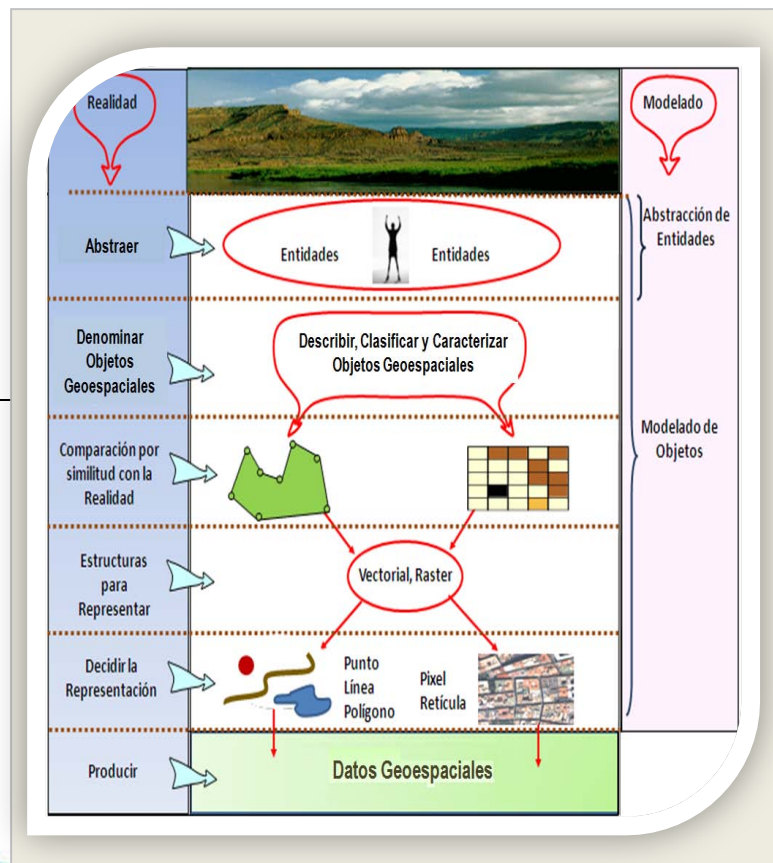 Realidad
Modelado
Abstraer
Entidades
Entidades
Abstracción de
Entidades
Denominar
Objetos
Geoespaciales
Describir, Clasificar y Caracterizar
Objetos Geoespaciales
Comparación por
similitud con la
Realidad
Modelado de
Objetos
Estructuras
para
Representar
Vectorial, Raster
Decidir la
Representación
Punto
Línea
Polígono
Pixel
Retícula
Producir
Datos Geoespaciales